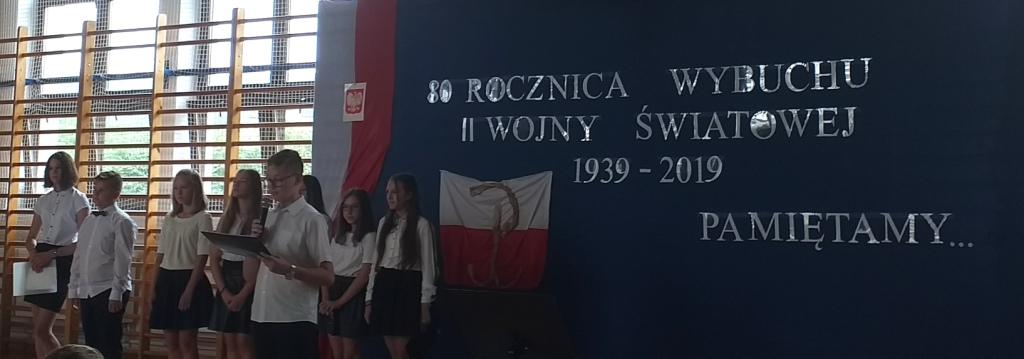 80 ROCZNICA WYBUCHU
II WOJNY ŚWIATOWEJ
1939 - 2019
PAMIĘTAMY...